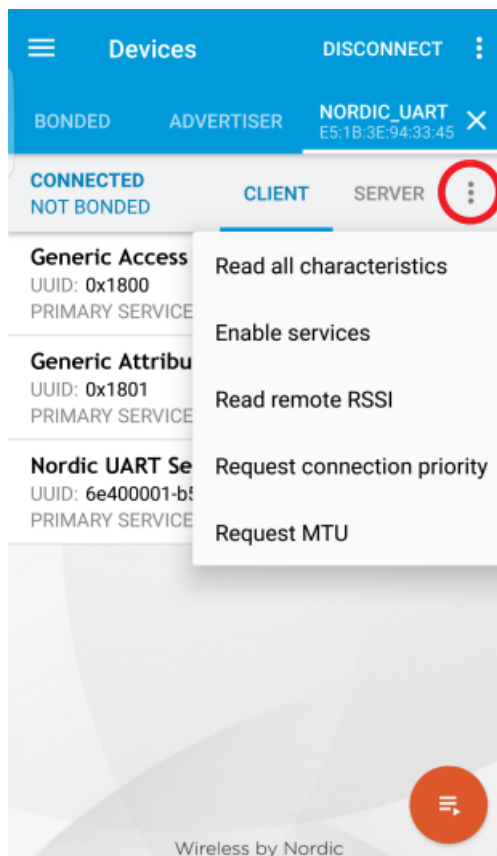 Devices DISCONNECT
BONDED ADVERTISER NORDIC_UART
E5:1B:3E:94:33:45
CONNECTED
NOT BONDED
CLIENT SERVER
Generic Access
UUID: 0x1800
PRIMARY SERVICE
Generic Attribu
UUID: 0x1801
PRIMARY SERVICE
Nordic UART Se
UUID: 6e400001-b5
PRIMARY SERVICE
Read all characteristics
Enable services
Read remote RSSI
Request connection priority
Request MTU
Wireless by Nordic